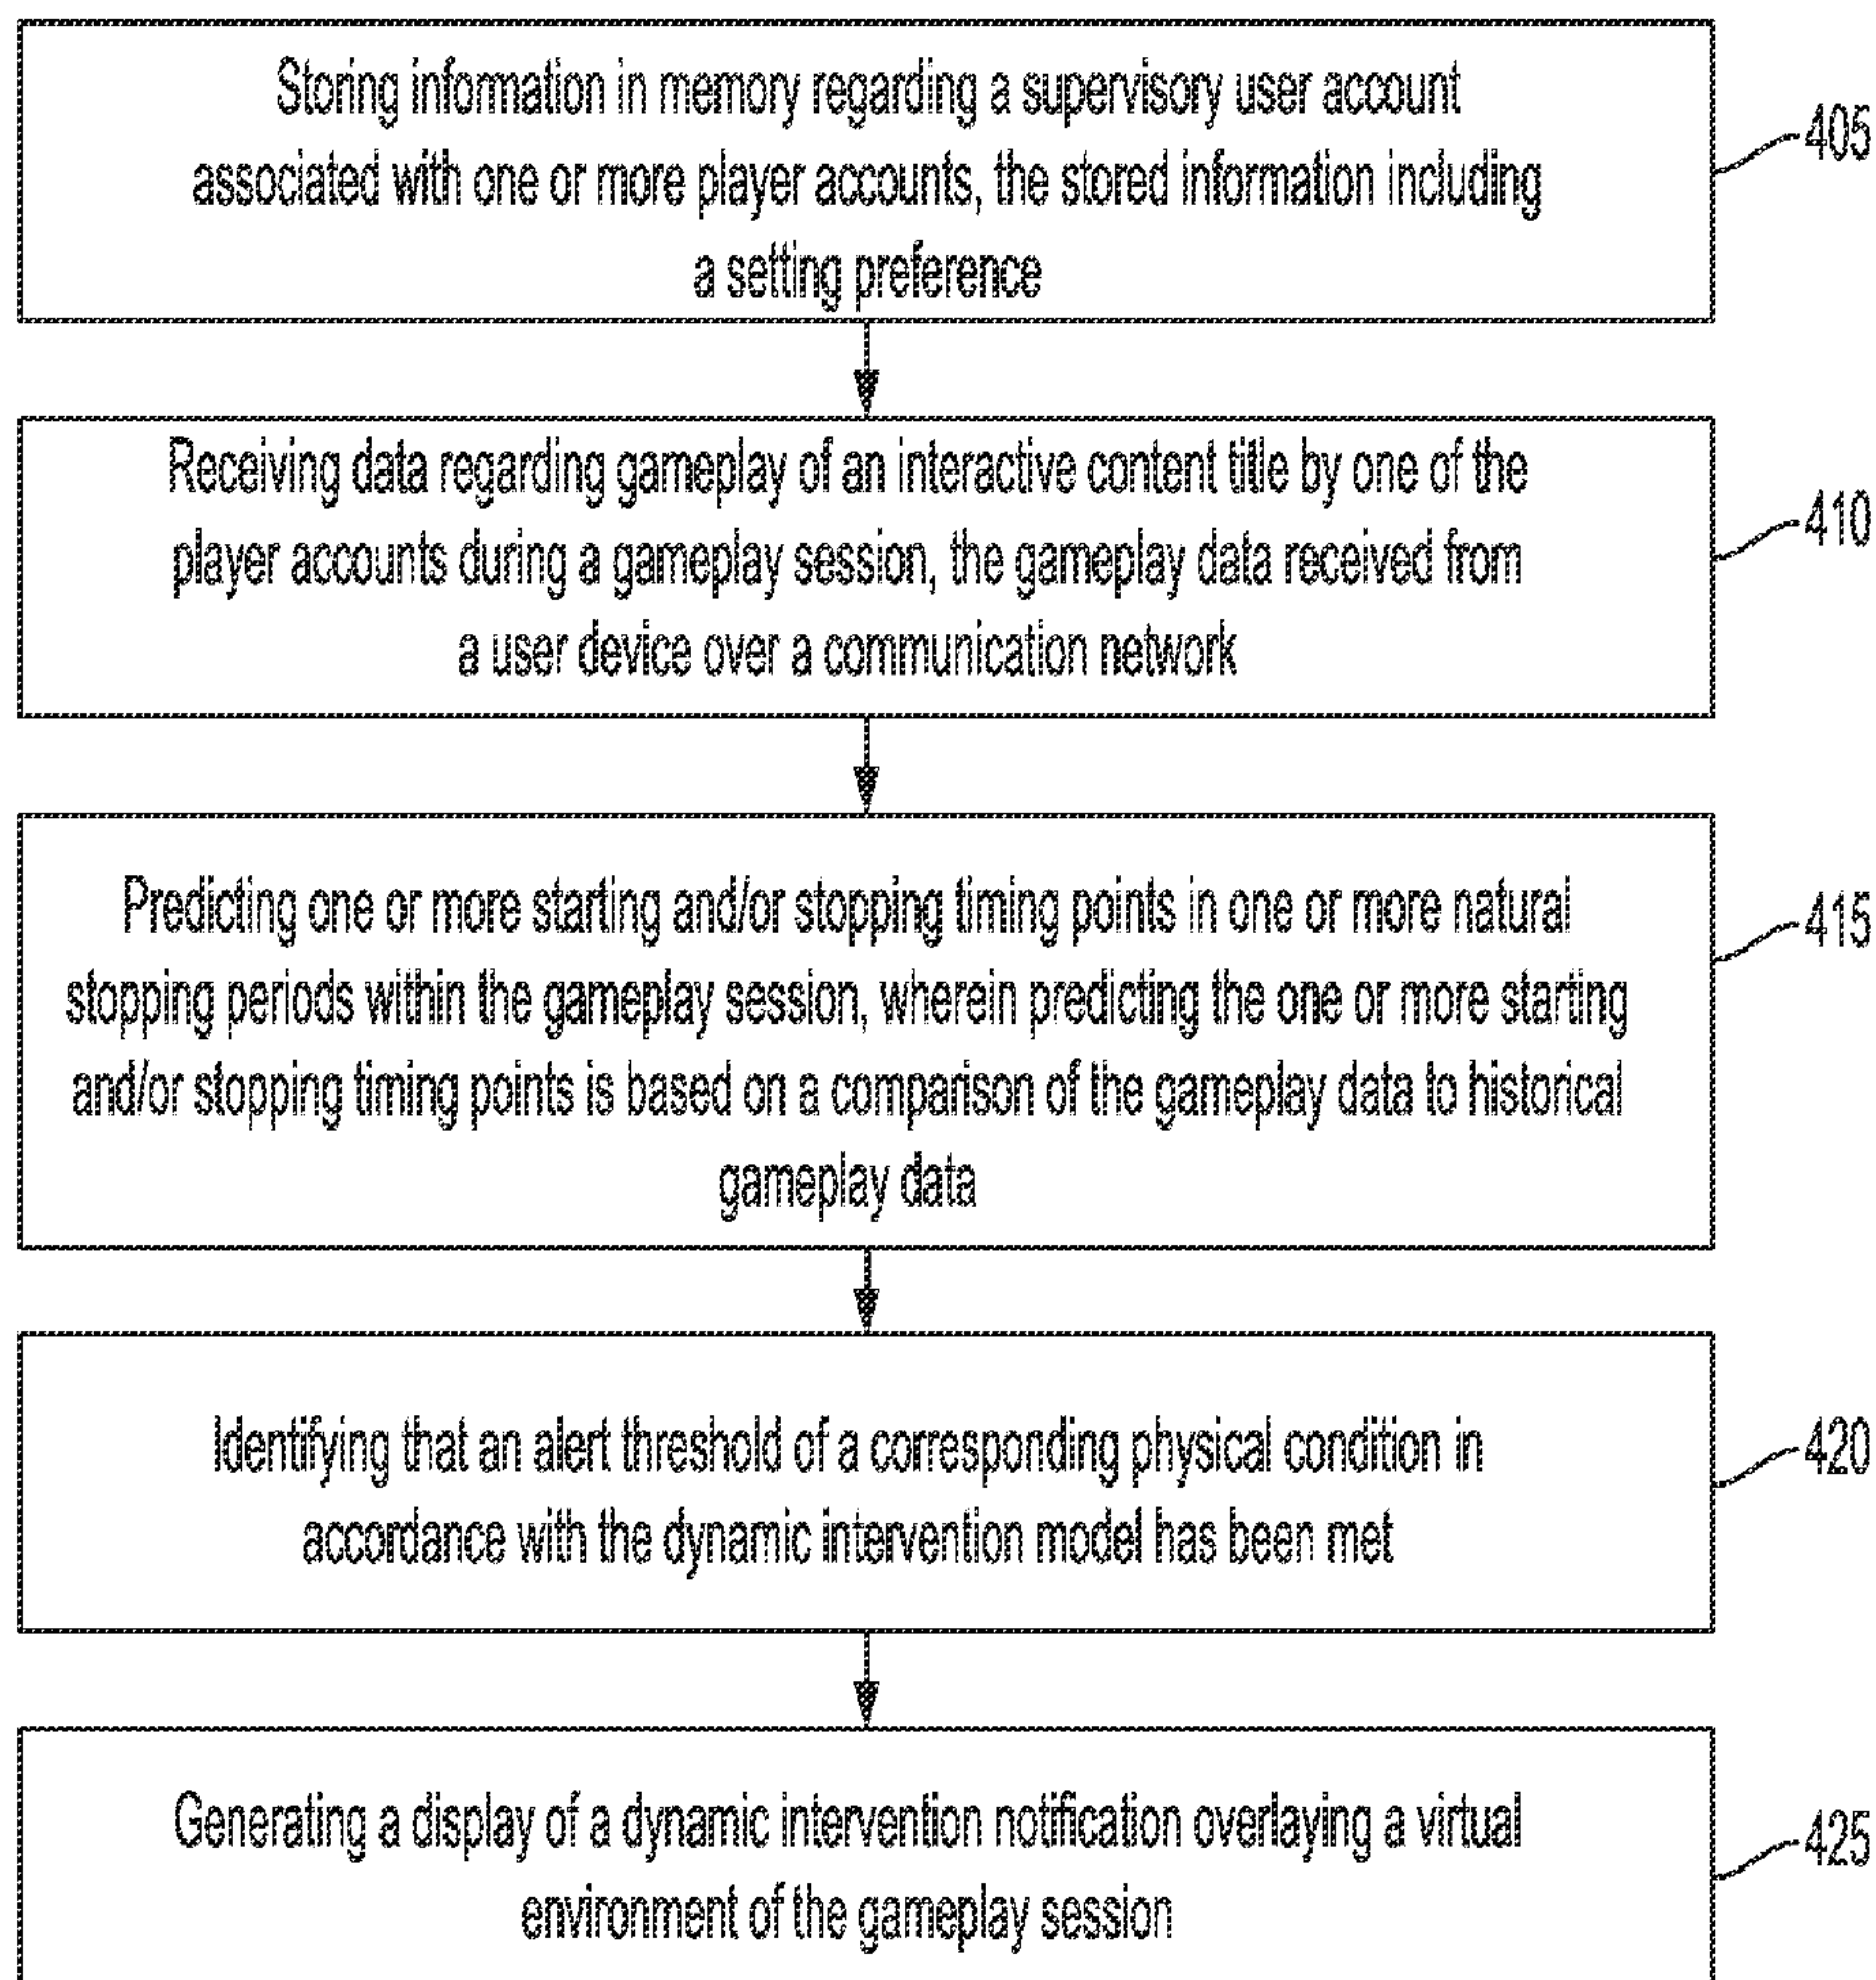 Storing information in memory regarding a supervisory user account
associated with one or more player accounts, the stored information including
a setting preference
405
Receiving data regarding gameplay of an interactive content title by one of the
player accounts during a gameplay session, the gameplay data received from
a user device over a communication network
410
Predicting one or more starting and/or stopping timing points in one or more natural
stopping periods within the gameplay session, wherein predicting the one or more starting
and/or stopping timing points is based on a comparison of the gameplay data to historical
gameplay data
415
Identifying that an alert threshold of a corresponding physical condition in
accordance with the dynamic intervention model has been met
420
Generating a display of a dynamic intervention notification overlaying a virtual
environment of the gameplay session
425